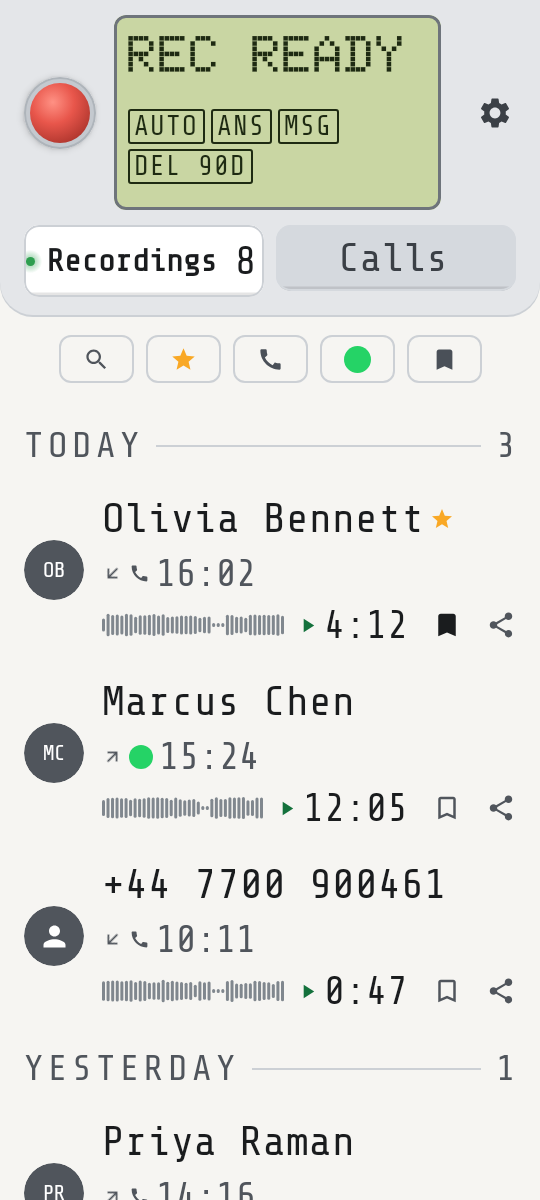 REC READY
AUTO ANS MSG
DEL 90D
Recordings 8 Calls
TODAY 3
Olivia Bennett
OB
16:02
4:12
Marcus Chen
MC
15:24
12:05
+44 7700 900461
10:11
0:47
YESTERDAY 1
Priya Raman
PR
14:16